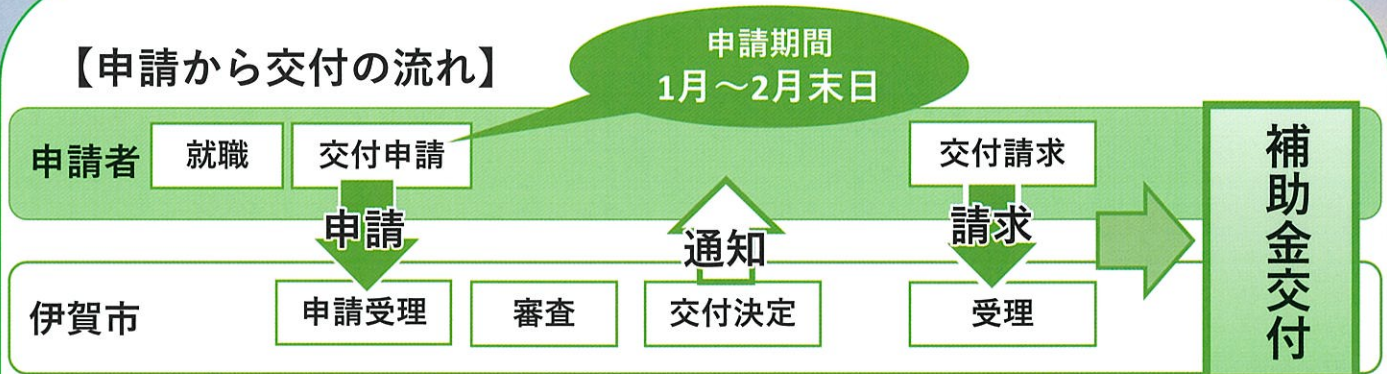 【申請から交付の流れ】
申請期間
1月～2月末日
申請者
就職
交付申請
交付請求
申請
通知
請求
伊賀市
申請受理
審査
交付決定
受理
補助金交付